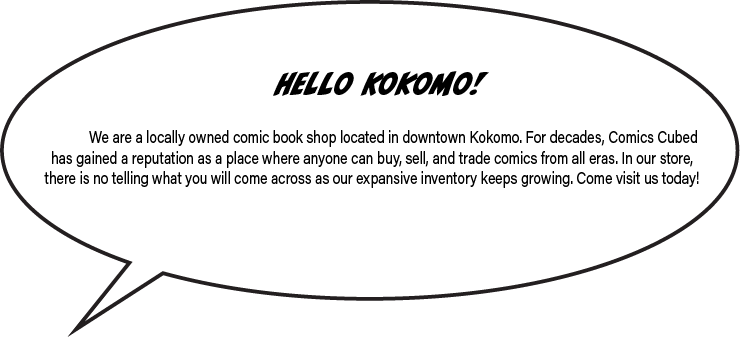 HELLO KOKOMO!
We are a locally owned comic book shop located in downtown Kokomo. For decades, Comics Cubed
has gained a reputation as a place where anyone can buy, sell, and trade comics from all eras. In our store,
there is no telling what you will come across as our expansive inventory keeps growing. Come visit us today!